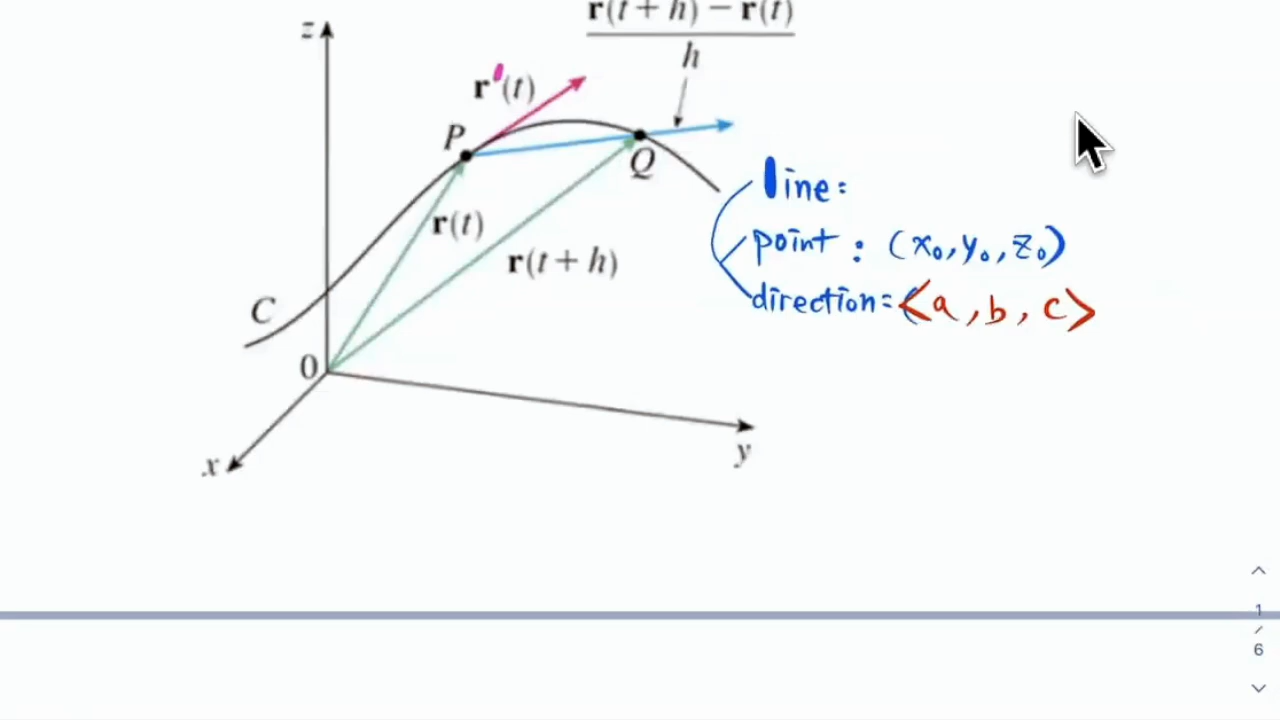 z
r(t + h) − r(t)
h
r'(t)
P
Q
line:
r(t)
point: (x₀, y₀, z₀)
r(t + h)
direction: <a, b, c>
C
0
x
y
1
/
6